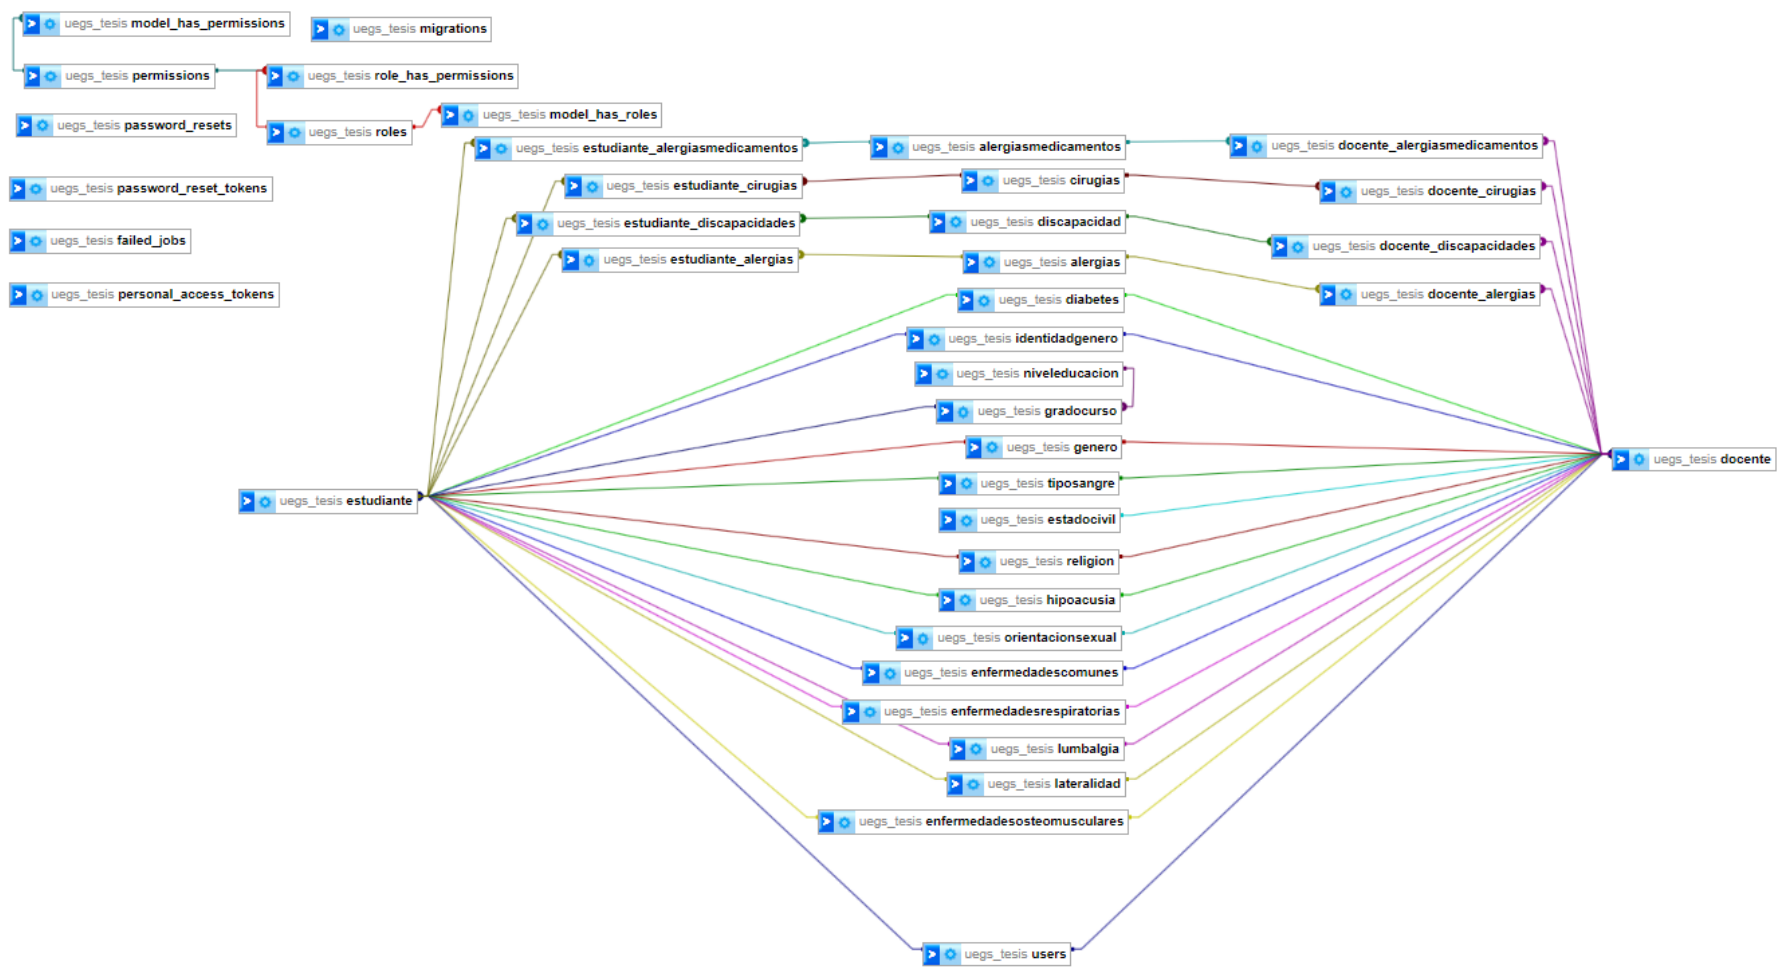 uegs_tesis model_has_permissions
uegs_tesis migrations
uegs_tesis permissions
uegs_tesis role_has_permissions
uegs_tesis model_has_roles
uegs_tesis password_resets
uegs_tesis roles
uegs_tesis estudiante_alergiasmedicamentos
uegs_tesis alergiasmedicamentos
uegs_tesis docente_alergiasmedicamentos
uegs_tesis password_reset_tokens
uegs_tesis estudiante_cirugias
uegs_tesis cirugias
uegs_tesis docente_cirugias
uegs_tesis estudiante_discapacidades
uegs_tesis discapacidad
uegs_tesis failed_jobs
uegs_tesis docente_discapacidades
uegs_tesis estudiante_alergias
uegs_tesis alergias
uegs_tesis personal_access_tokens
uegs_tesis docente_alergias
uegs_tesis diabetes
uegs_tesis identidadgenero
uegs_tesis niveleducacion
uegs_tesis gradocurso
uegs_tesis genero
uegs_tesis docente
uegs_tesis tiposangre
uegs_tesis estudiante
uegs_tesis estadocivil
uegs_tesis religion
uegs_tesis hipoacusia
uegs_tesis orientacionsexual
uegs_tesis enfermedadescomunes
uegs_tesis enfermedadesrespiratorias
uegs_tesis lumbalgia
uegs_tesis lateralidad
uegs_tesis enfermedadesosteomusculares
uegs_tesis users